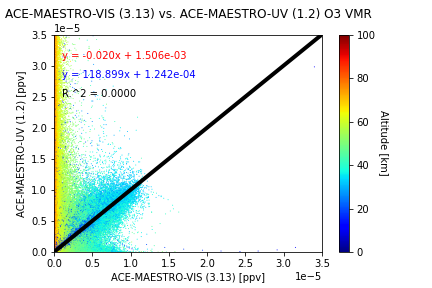 ACE-MAESTRO-VIS (3.13) vs. ACE-MAESTRO-UV (1.2) O3 VMR
1e−5
3.5
3.0
2.5
2.0
1.5
1.0
0.5
0.0
ACE-MAESTRO-UV (1.2) [ppv]
y = -0.020x + 1.506e-03
y = 118.899x + 1.242e-04
R^2 = 0.0000
0.0 0.5 1.0 1.5 2.0 2.5 3.0 3.5
1e−5
ACE-MAESTRO-VIS (3.13) [ppv]
100
80
60
40
20
0
Altitude [km]